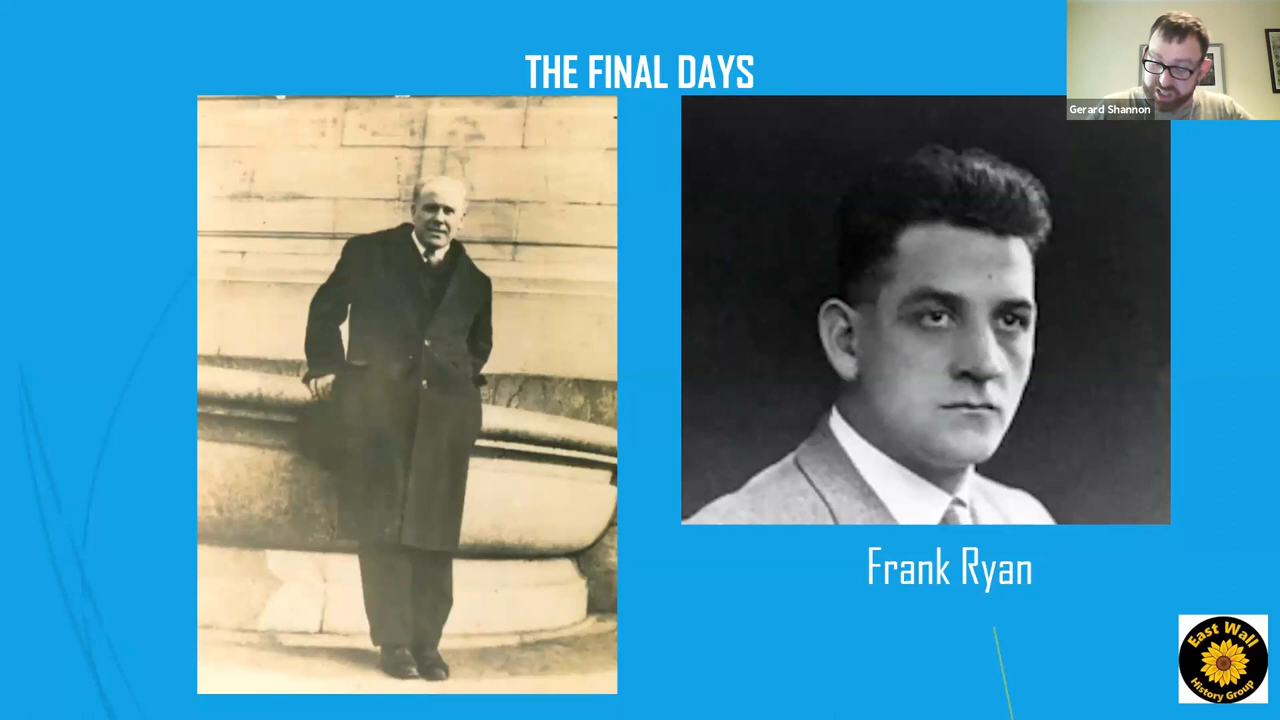 THE FINAL DAYS
Gerard Shannon
Frank Ryan
East Wall
History Group